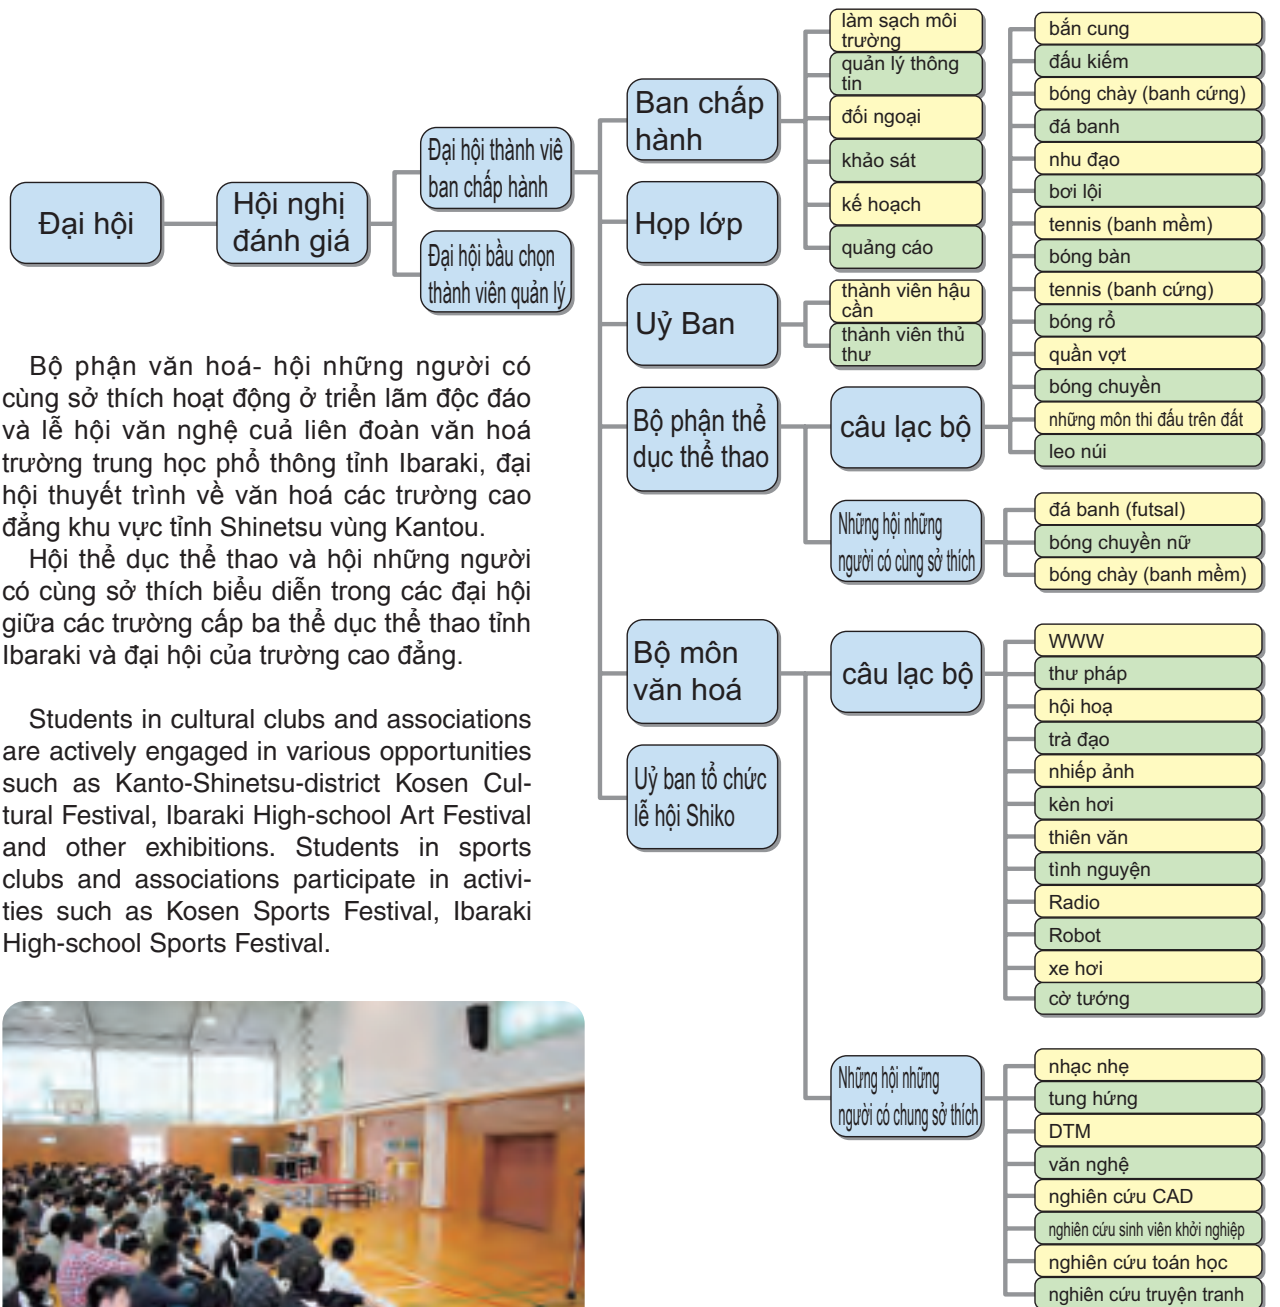 Đại hội
Hội nghị
đánh giá
Đại hội thành viê
ban chấp hành
Đại hội bầu chọn
thành viên quản lý
Ban chấp
hành
làm sạch môi
trường
quản lý thông
tin
đối ngoại
khảo sát
kế hoạch
quảng cáo
Họp lớp
Uỷ Ban
thành viên hậu
cần
thành viên thủ
thư
Bộ phận thể
dục thể thao
câu lạc bộ
bắn cung
đấu kiếm
bóng chày (banh cứng)
đá banh
nhu đạo
bơi lội
tennis (banh mềm)
bóng bàn
tennis (banh cứng)
bóng rổ
quần vợt
bóng chuyền
những môn thi đấu trên đất
leo núi
Những hội những
người có cùng sở thích
đá banh (futsal)
bóng chuyền nữ
bóng chày (banh mềm)
Bộ môn
văn hoá
câu lạc bộ
WWW
thư pháp
hội hoạ
trà đạo
nhiếp ảnh
kèn hơi
thiên văn
tình nguyện
Radio
Robot
xe hơi
cờ tướng
Những hội những
người có chung sở thích
nhạc nhẹ
tung hứng
DTM
văn nghệ
nghiên cứu CAD
nghiên cứu sinh viên khởi nghiệp
nghiên cứu toán học
nghiên cứu truyện tranh
Uỷ ban tổ chức
lễ hội Shiko
Bộ phận văn hoá- hội những người có
cùng sở thích hoạt động ở triển lãm độc đáo
và lễ hội văn nghệ cuả liên đoàn văn hoá
trường trung học phổ thông tỉnh Ibaraki, đại
hội thuyết trình về văn hoá các trường cao
đẳng khu vực tỉnh Shinetsu vùng Kantou.
Hội thể dục thể thao và hội những người
có cùng sở thích biểu diễn trong các đại hội
giữa các trường cấp ba thể dục thể thao tỉnh
Ibaraki và đại hội của trường cao đẳng.
Students in cultural clubs and associations
are actively engaged in various opportunities
such as Kanto-Shinetsu-district Kosen Cul-
tural Festival, Ibaraki High-school Art Festival
and other exhibitions. Students in sports
clubs and associations participate in activi-
ties such as Kosen Sports Festival, Ibaraki
High-school Sports Festival.